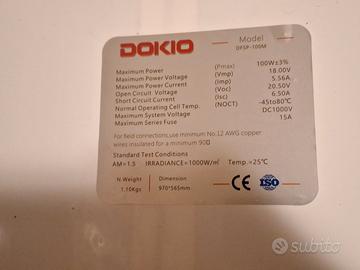 DOKIO
Model
DFSP-100M
Maximum Power (Pmax) 100W±3%
Maximum Power Voltage (Vmp) 18.00V
Maximum Power Current (Imp) 5.56A
Open Circuit Voltage (Voc) 20.50V
Short Circuit Current (Isc) 6.50A
Normal Operating Cell Temp. (NOCT) -45to80℃
Maximum System Voltage DC1000V
Maximum Series Fuse 15A
For field connections,use minimum No.12 AWG copper
wires insulated for a minimum 90Ω
Standard Test Conditions
AM=1.5 IRRADIANCE=1000W/㎡ Temp.=25℃
N.Weight Dimension
1.10Kgs 970*565mm
CE ISO
subito